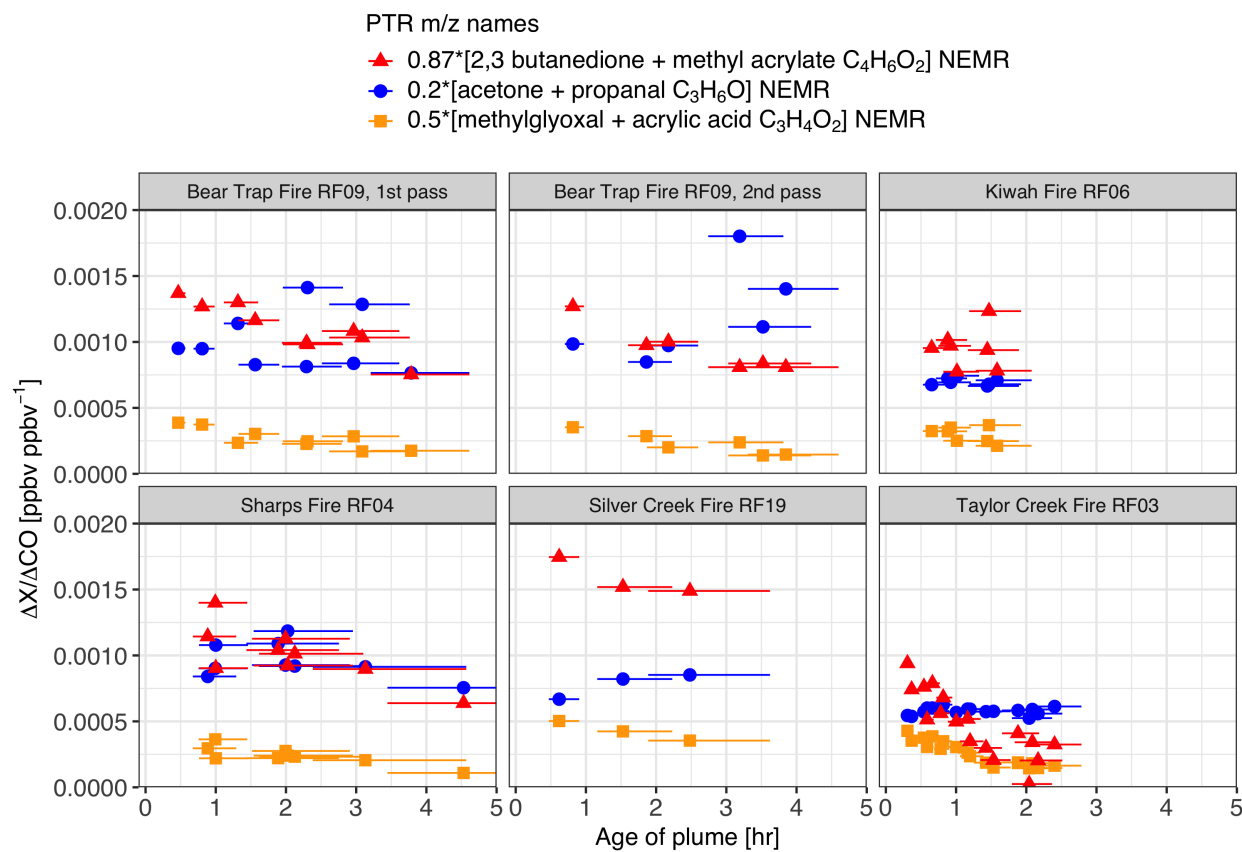 PTR m/z names
0.87*[2,3 butanedione + methyl acrylate C₄H₆O₂] NEMR
0.2*[acetone + propanal C₃H₆O] NEMR
0.5*[methylglyoxal + acrylic acid C₃H₄O₂] NEMR
Bear Trap Fire RF09, 1st pass
Bear Trap Fire RF09, 2nd pass
Kiwah Fire RF06
0.0020
0.0015
0.0010
0.0005
0.0000
ΔX/ΔCO [ppbv ppbv⁻¹]
Sharps Fire RF04
Silver Creek Fire RF19
Taylor Creek Fire RF03
0.0020
0.0015
0.0010
0.0005
0.0000
0 1 2 3 4 5 0 1 2 3 4 5 0 1 2 3 4 5
Age of plume [hr]